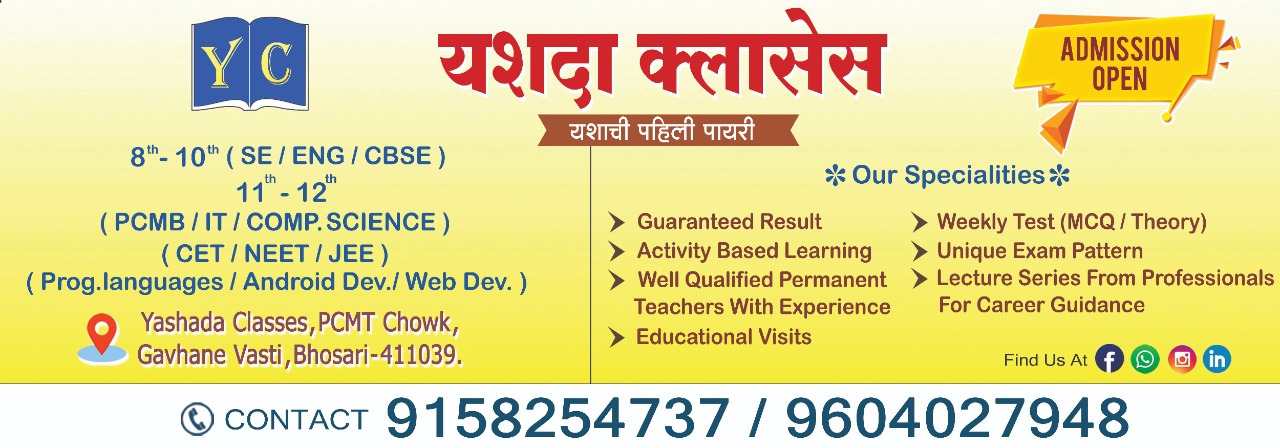 Y C
यशदा क्लासेस
यशाची पहिली पायरी
ADMISSION
OPEN
8th - 10th ( SE / ENG / CBSE )
11th - 12th
( PCMB / IT / COMP. SCIENCE )
( CET / NEET / JEE )
( Prog.languages / Android Dev./ Web Dev. )
Yashada Classes,PCMT Chowk,
Gavhane Vasti,Bhosari-411039.
✻ Our Specialities ✻
➤ Guaranteed Result
➤ Activity Based Learning
➤ Well Qualified Permanent
Teachers With Experience
➤ Educational Visits
➤ Weekly Test (MCQ / Theory)
➤ Unique Exam Pattern
➤ Lecture Series From Professionals
For Career Guidance
Find Us At f in
CONTACT 9158254737 / 9604027948